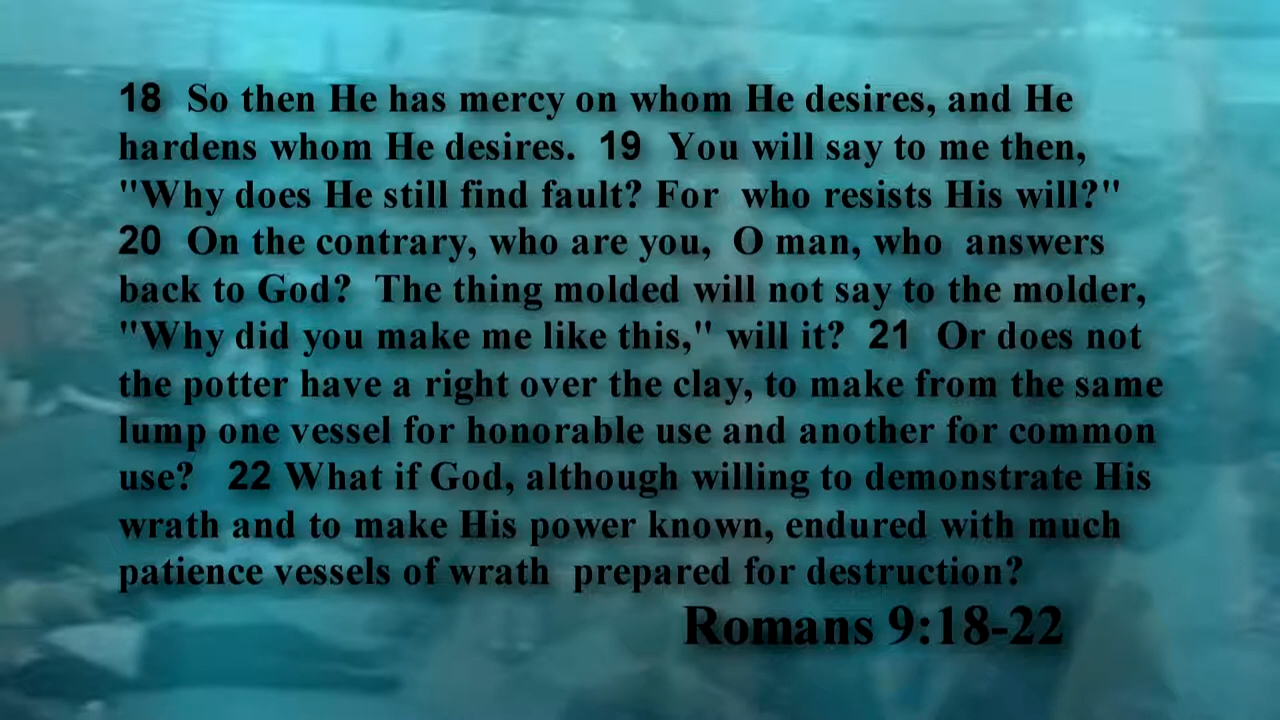 18 So then He has mercy on whom He desires, and He
hardens whom He desires. 19 You will say to me then,
"Why does He still find fault? For who resists His will?"
20 On the contrary, who are you, O man, who answers
back to God? The thing molded will not say to the molder,
"Why did you make me like this," will it? 21 Or does not
the potter have a right over the clay, to make from the same
lump one vessel for honorable use and another for common
use? 22 What if God, although willing to demonstrate His
wrath and to make His power known, endured with much
patience vessels of wrath prepared for destruction?
Romans 9:18-22